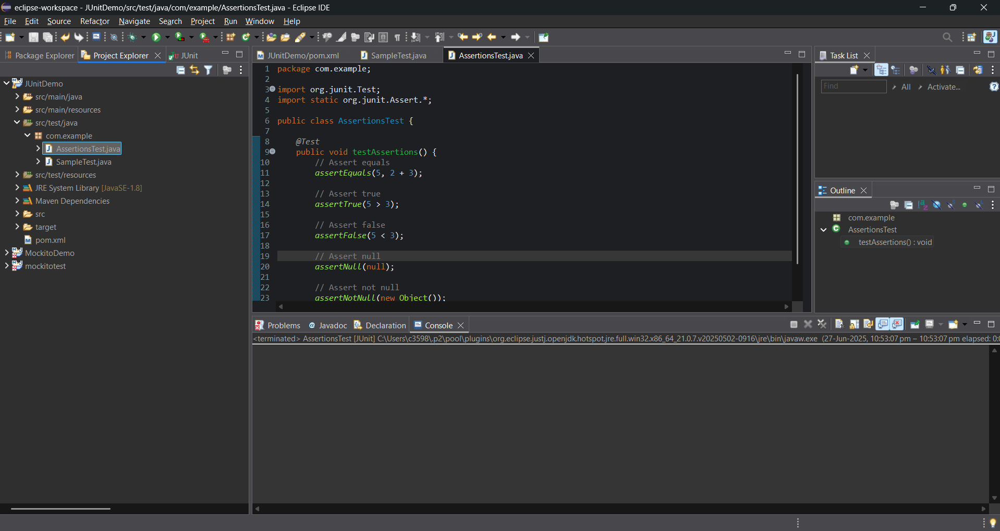 eclipse-workspace - JUnitDemo/src/test/java/com/example/AssertionsTest.java - Eclipse IDE
File Edit Source Refactor Navigate Search Project Run Window Help
Package Explorer Project Explorer JUnit
JUnitDemo
src/main/java
src/main/resources
src/test/java
com.example
AssertionsTest.java
SampleTest.java
src/test/resources
JRE System Library [JavaSE-1.8]
Maven Dependencies
src
target
pom.xml
MockitoDemo
mockitotest
JUnitDemo/pom.xml SampleTest.java AssertionsTest.java
1 package com.example;
2
3 import org.junit.Test;
4 import static org.junit.Assert.*;
5
6 public class AssertionsTest {
7
8 @Test
9 public void testAssertions() {
10 // Assert equals
11 assertEquals(5, 2 + 3);
12
13 // Assert true
14 assertTrue(5 > 3);
15
16 // Assert false
17 assertFalse(5 < 3);
18
19 // Assert null
20 assertNull(null);
21
22 // Assert not null
23 assertNotNull(new Object());
Task List
Find All Activate...
Outline
com.example
AssertionsTest
testAssertions() : void
Problems Javadoc Declaration Console
<terminated> AssertionsTest [JUnit] C:\Users\c3598\.p2\pool\plugins\org.eclipse.justj.openjdk.hotspot.jre.full.win32.x86_64_21.0.7.v20250502-0916\jre\bin\javaw.exe (27-Jun-2025, 10:53:07 pm – 10:53:07 pm elapsed: 0:0